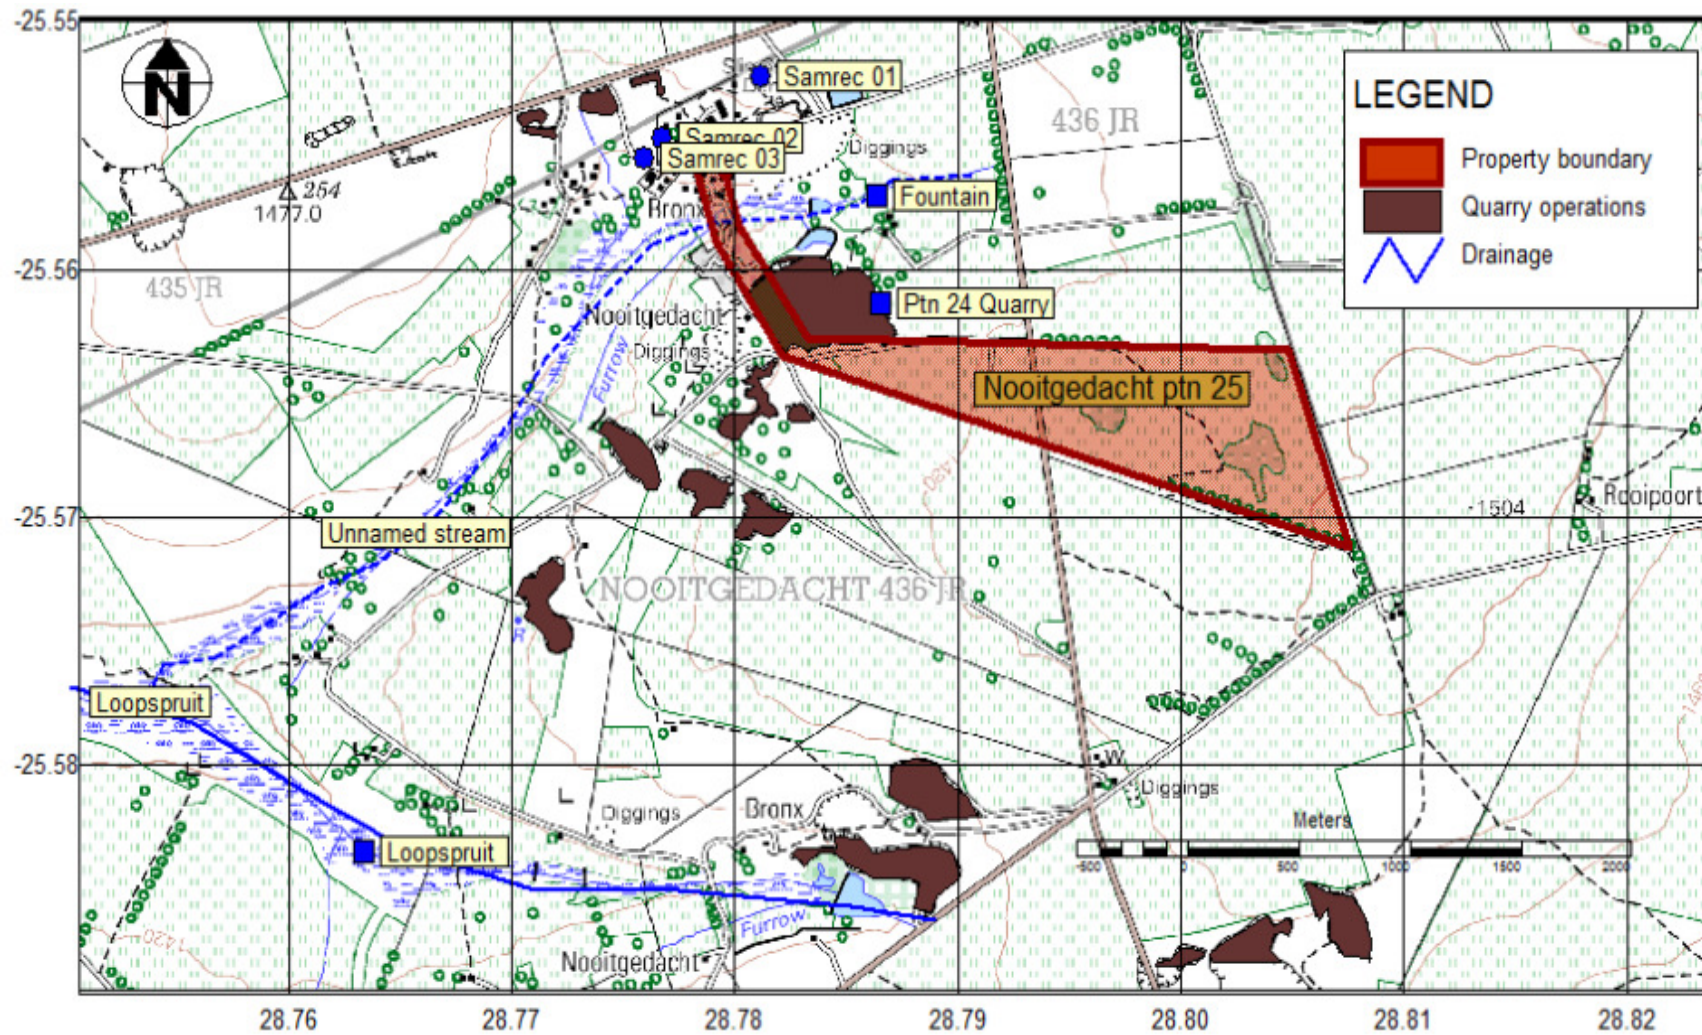 -25.55
Samrec 01
LEGEND
Samrec 02
436 JR
Samrec 03
Diggings
Property boundary
254
1477.0
Fountain
Bronx
Quarry operations
Drainage
-25.56
435 JR
Ptn 24 Quarry
Nooitgedacht
Diggings
Furrow
Nooitgedacht ptn 25
1480
Rooipoort
1504
-25.57
Unnamed stream
NOOITGEDACHT 436 JR
R
Loopspruit
-25.58
W
Diggings
Diggings
Bronx
Meters
-500 0 500 1000 1500 2000
Loopspruit
Furrow
1420
Nooitgedacht
28.76 28.77 28.78 28.79 28.80 28.81 28.82
N